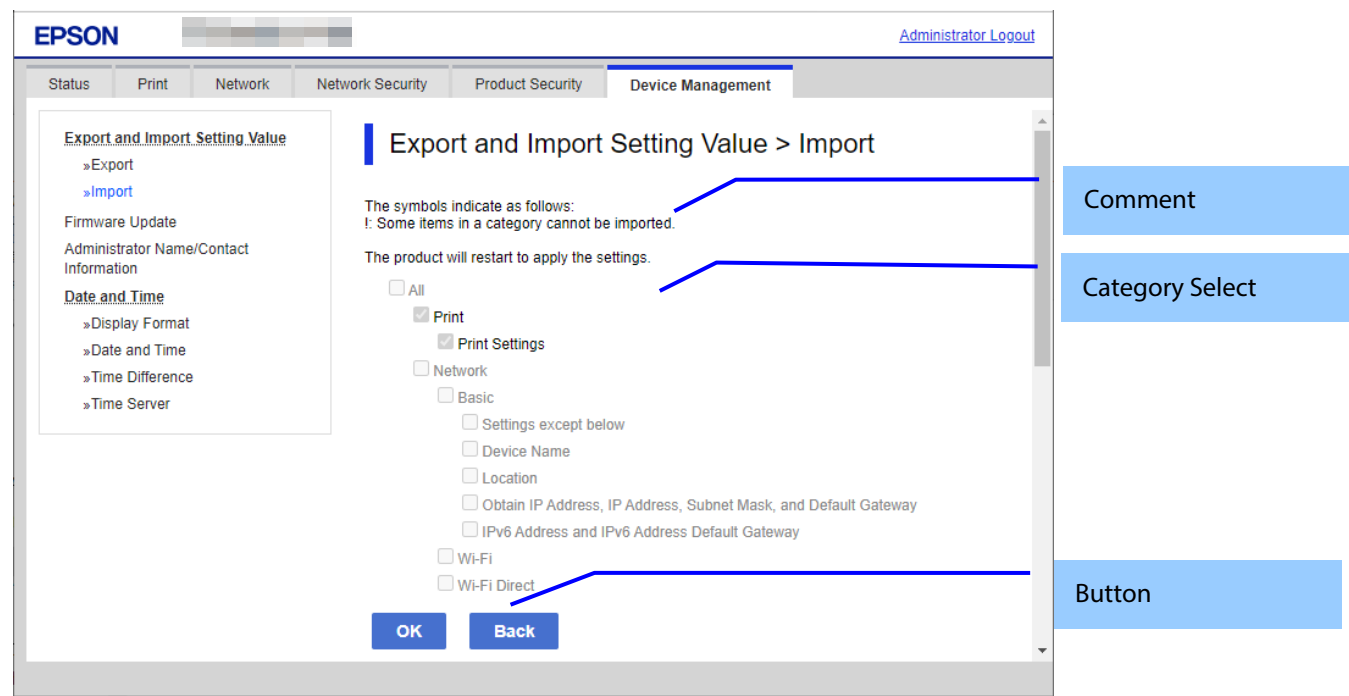 EPSON
Administrator Logout
Status Print Network Network Security Product Security Device Management
Export and Import Setting Value
»Export
»Import
Firmware Update
Administrator Name/Contact
Information
Date and Time
»Display Format
»Date and Time
»Time Difference
»Time Server
Export and Import Setting Value > Import
The symbols indicate as follows:
!: Some items in a category cannot be imported.
The product will restart to apply the settings.
All
Print
Print Settings
Network
Basic
Settings except below
Device Name
Location
Obtain IP Address, IP Address, Subnet Mask, and Default Gateway
IPv6 Address and IPv6 Address Default Gateway
Wi-Fi
Wi-Fi Direct
OK Back
Comment
Category Select
Button